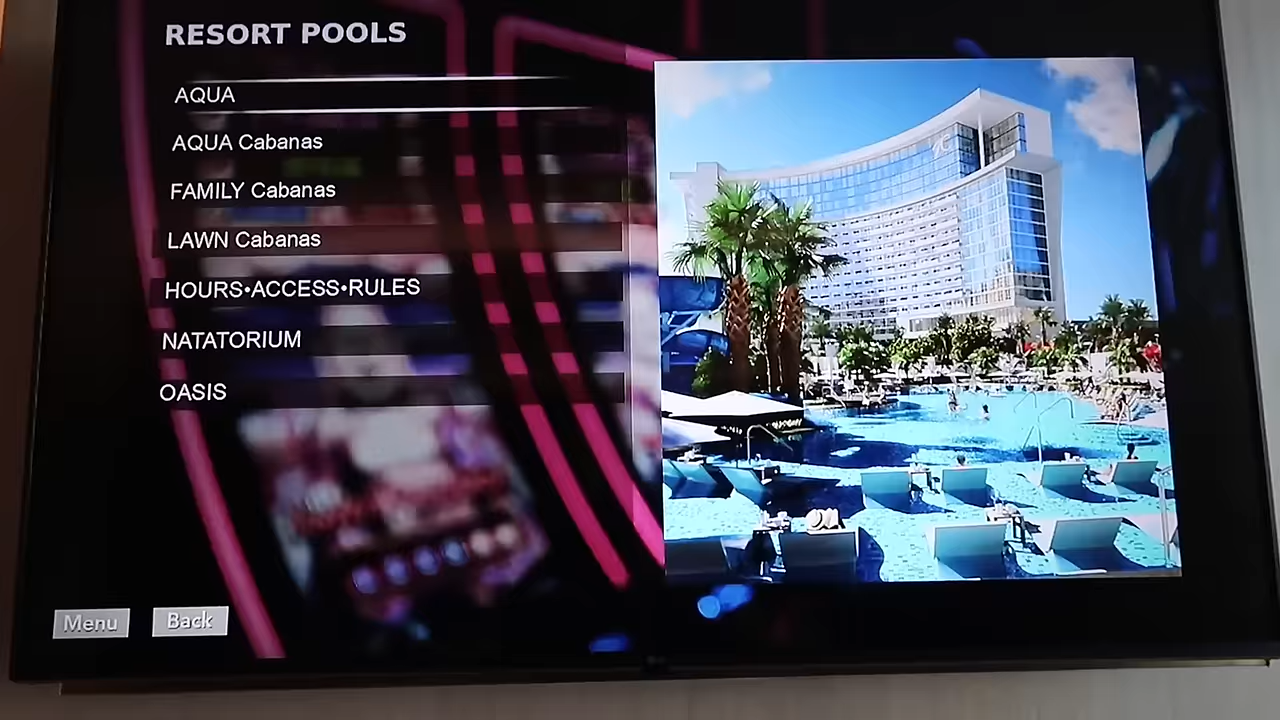 RESORT POOLS
AQUA
AQUA Cabanas
FAMILY Cabanas
LAWN Cabanas
HOURS•ACCESS•RULES
NATATORIUM
OASIS
Menu
Back